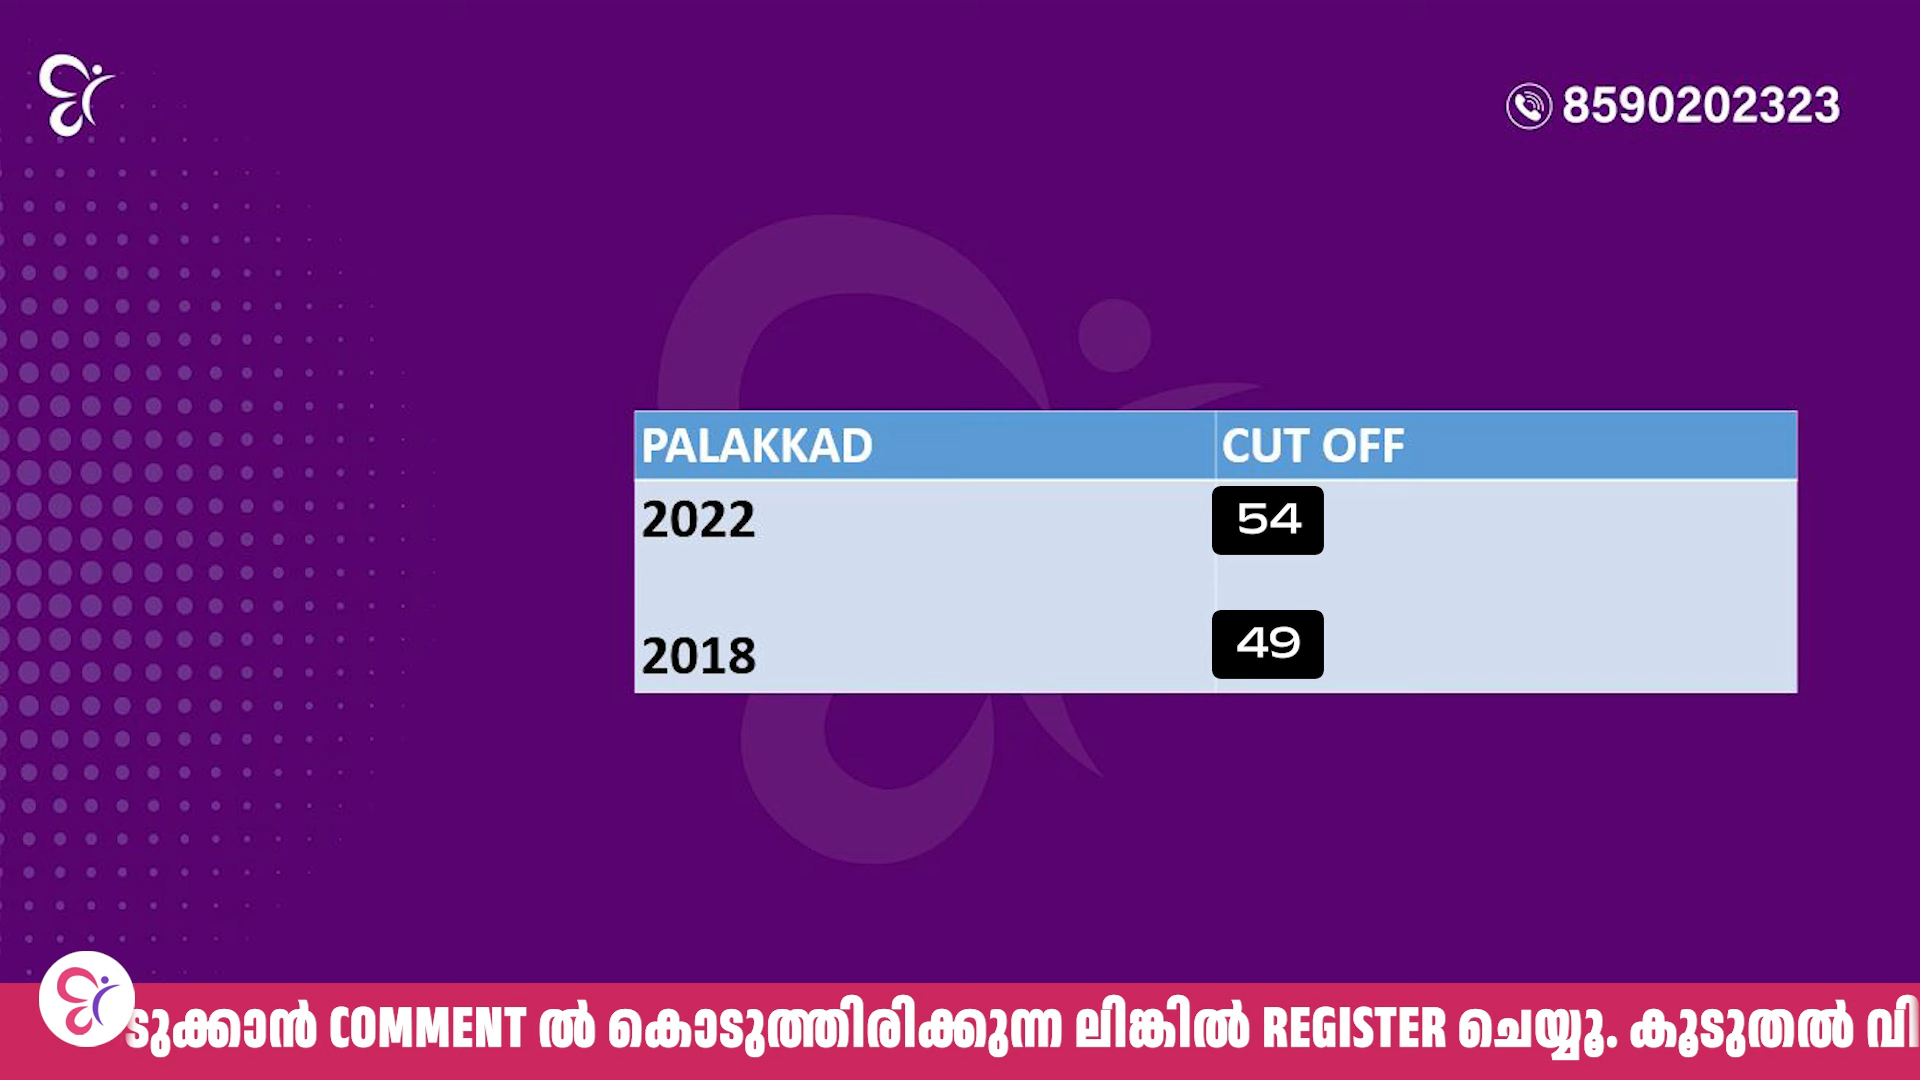 8590202323
PALAKKAD CUT OFF
2022 54
2018 49
ടുക്കാൻ COMMENT ൽ കൊടുത്തിരിക്കുന്ന ലിങ്കിൽ REGISTER ചെയ്യൂ. കൂടുതൽ വി